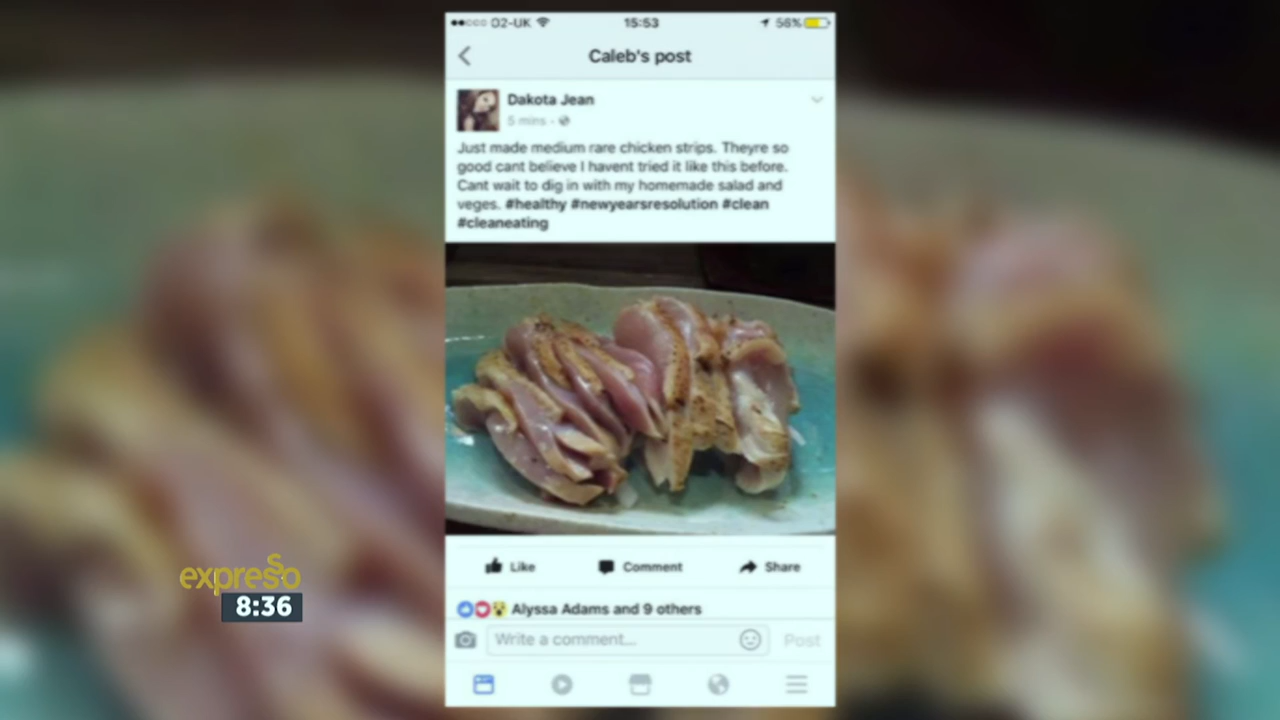 O2-UK 15:53 56%
Caleb's post
Dakota Jean
5 mins
Just made medium rare chicken strips. Theyre so
good cant believe I havent tried it like this before.
Cant wait to dig in with my homemade salad and
veges. #healthy #newyearsresolution #clean
#cleaneating
Like Comment Share
Alyssa Adams and 9 others
Write a comment... Post
expresso
8:36